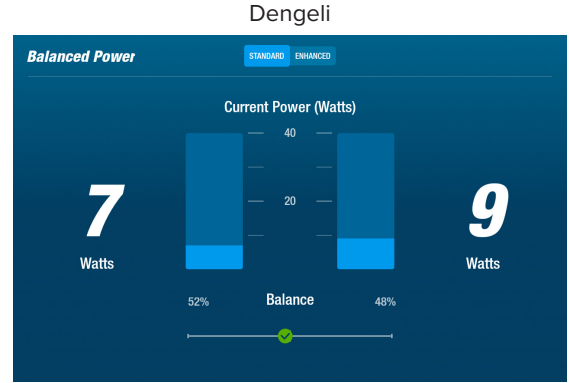 Dengeli
Balanced Power
STANDARD ENHANCED
Current Power (Watts)
40
20
7
Watts
9
Watts
52% Balance 48%